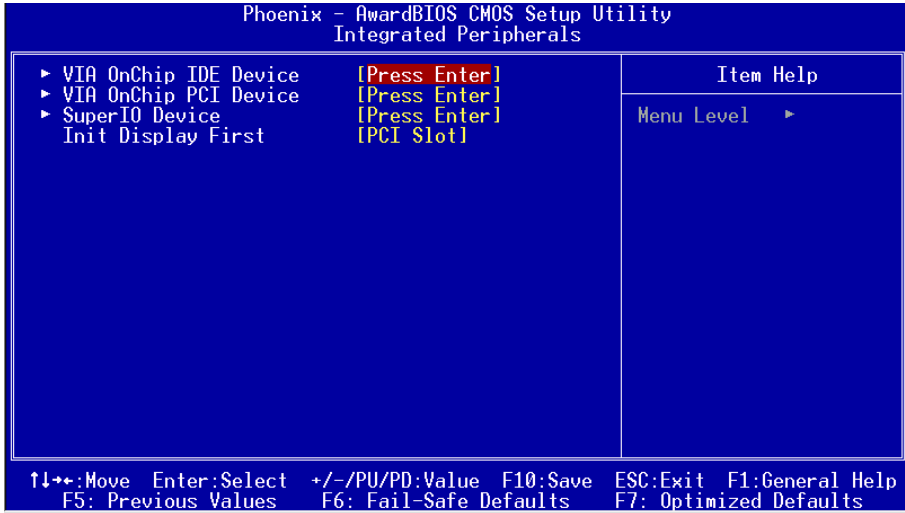 Phoenix - AwardBIOS CMOS Setup Utility
Integrated Peripherals
► VIA OnChip IDE Device [Press Enter]
► VIA OnChip PCI Device [Press Enter]
► SuperIO Device [Press Enter]
Init Display First [PCI Slot]
Item Help
Menu Level ►
↑↓→←:Move Enter:Select +/-/PU/PD:Value F10:Save ESC:Exit F1:General Help
F5: Previous Values F6: Fail-Safe Defaults F7: Optimized Defaults